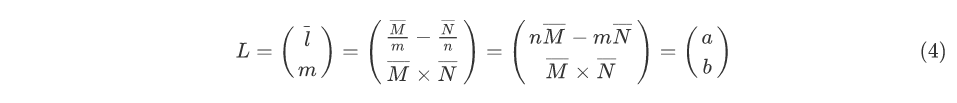 $$L = \begin{pmatrix} \bar{l} \\ m \end{pmatrix} = \begin{pmatrix} \frac{\overline{M}}{m} - \frac{\overline{N}}{n} \\ \overline{M} \times \overline{N} \end{pmatrix} = \begin{pmatrix} n\overline{M} - m\overline{N} \\ \overline{M} \times \overline{N} \end{pmatrix} = \begin{pmatrix} a \\ b \end{pmatrix} \qquad (4)$$